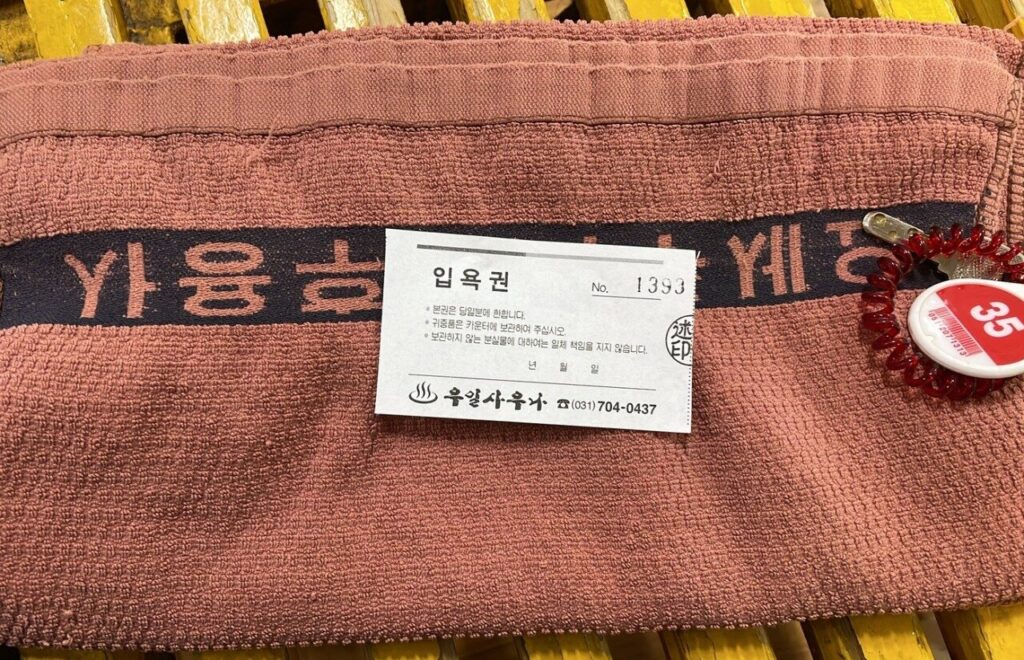 사용 세
입욕권 No. 1393
* 본권은 당일분에 한합니다.
* 귀중품은 카운터에 보관하여 주십시오.
* 보관하지 않는 분실물에 대하여는 일체 책임을 지지 않습니다.
년 월 일
우일사우나 ☎(031) 704-0437
35